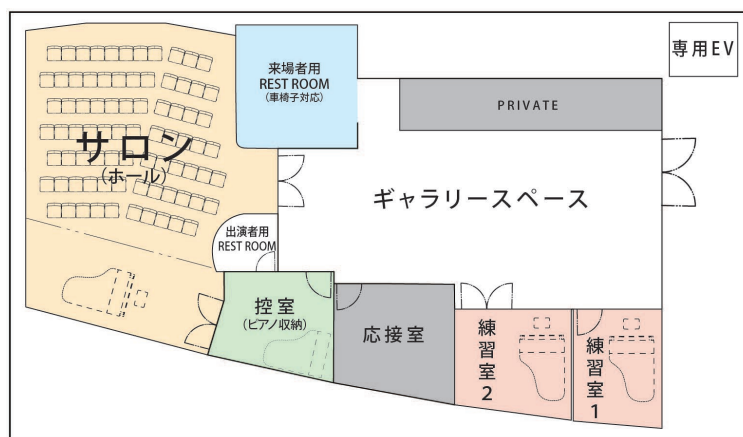 来場者用
REST ROOM
(車椅子対応)
専用EV
PRIVATE
サロン
(ホール)
ギャラリースペース
出演者用
REST ROOM
控室
(ピアノ収納)
応接室
練習室2
練習室1